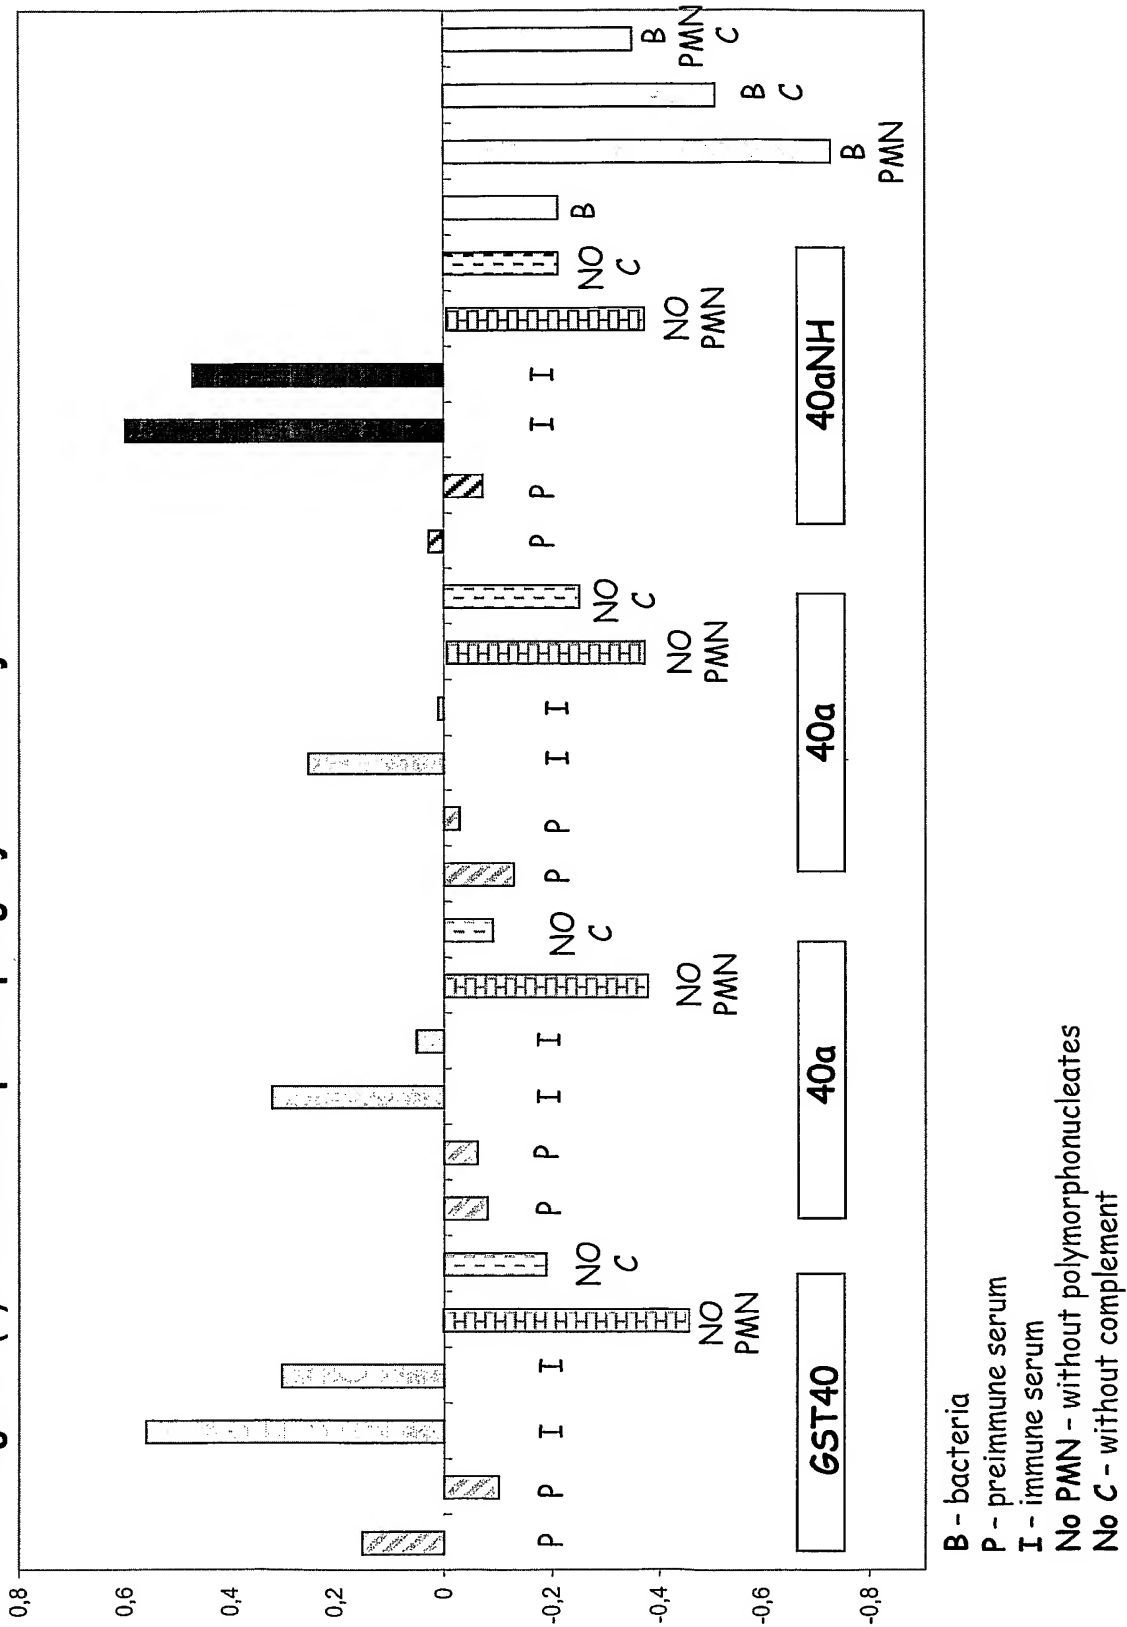 0,8
0,6
0,4
0,2
0
-0,2
-0,4
-0,6
-0,8
P
P
I
I
NO
PMN
NO
C
P
P
I
I
NO
PMN
NO
C
P
P
I
I
NO
PMN
NO
C
P
P
I
I
NO
PMN
NO
C
B
B
PMN
B
C
B
PMN
C
GST40
40a
40a
40aNH
B - bacteria
P - preimmune serum
I - immune serum
No PMN - without polymorphonucleates
No C - without complement